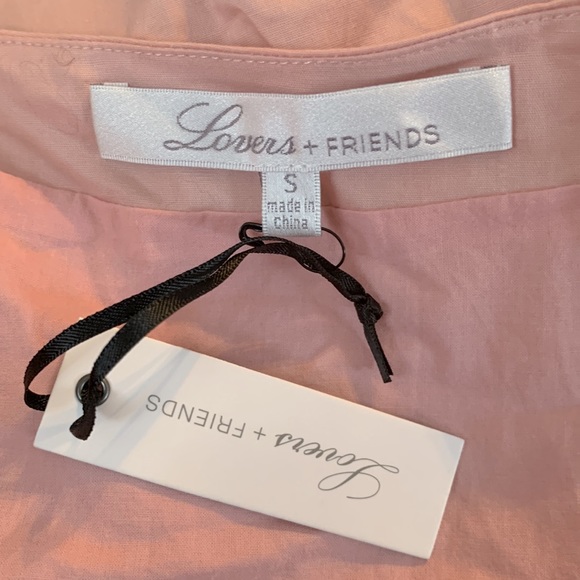 Lovers + FRIENDS
S
made in
China
Lovers + FRIENDS